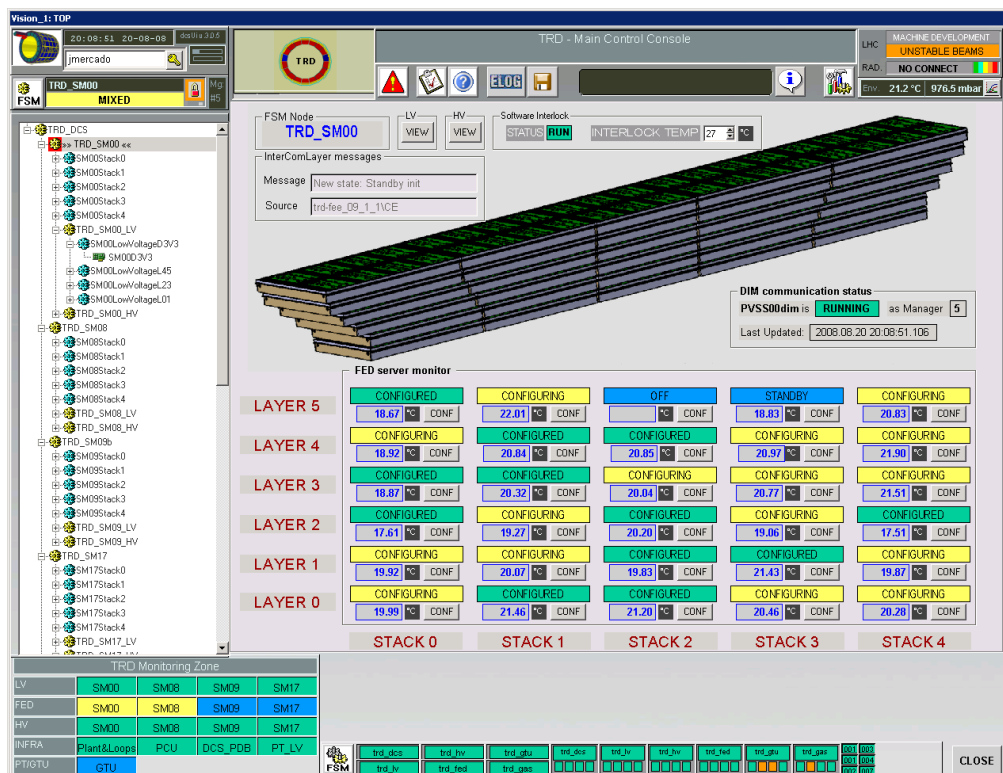 Vision_1: TOP
20:08:51 20-08-08 dcsUi v.3.0.5
jmercado
TRD
TRD - Main Control Console
LHC MACHINE DEVELOPMENT
UNSTABLE BEAMS
RAD. NO CONNECT
Env. 21.2 °C 976.5 mbar
ELOG
FSM
TRD_SM00
MIXED
Mg.
#5
TRD_DCS
>> TRD_SM00 <<
SM00Stack0
SM00Stack1
SM00Stack2
SM00Stack3
SM00Stack4
TRD_SM00_LV
SM00LowVoltageD3V3
SM00D3V3
SM00LowVoltageL45
SM00LowVoltageL23
SM00LowVoltageL01
TRD_SM00_HV
TRD_SM08
SM08Stack0
SM08Stack1
SM08Stack2
SM08Stack3
SM08Stack4
TRD_SM08_LV
TRD_SM08_HV
TRD_SM09b
SM09Stack0
SM09Stack1
SM09Stack2
SM09Stack3
SM09Stack4
TRD_SM09_LV
TRD_SM09_HV
TRD_SM17
SM17Stack0
SM17Stack1
SM17Stack2
SM17Stack3
SM17Stack4
TRD_SM17_LV
FSM Node
TRD_SM00
LV
VIEW
HV
VIEW
Software Interlock
STATUS RUN INTERLOCK TEMP 27 °C
InterComLayer messages
Message New state: Standby init
Source trd-fee_09_1_1\CE
DIM communication status
PVSS00dim is RUNNING as Manager 5
Last Updated: 2008.08.20 20:08:51.106
FED server monitor
CONFIGURED CONFIGURING OFF STANDBY CONFIGURING
LAYER 5 18.67 °C CONF 22.01 °C CONF °C CONF 18.83 °C CONF 20.83 °C CONF
CONFIGURING CONFIGURED CONFIGURED CONFIGURING CONFIGURING
LAYER 4 18.92 °C CONF 20.84 °C CONF 20.85 °C CONF 20.97 °C CONF 21.90 °C CONF
CONFIGURED CONFIGURED CONFIGURING CONFIGURING CONFIGURING
LAYER 3 18.87 °C CONF 20.32 °C CONF 20.04 °C CONF 20.77 °C CONF 21.51 °C CONF
CONFIGURED CONFIGURING CONFIGURED CONFIGURING CONFIGURED
LAYER 2 17.61 °C CONF 19.27 °C CONF 20.20 °C CONF 19.06 °C CONF 17.51 °C CONF
CONFIGURING CONFIGURING CONFIGURED CONFIGURED CONFIGURING
LAYER 1 19.92 °C CONF 20.07 °C CONF 19.83 °C CONF 21.43 °C CONF 19.87 °C CONF
CONFIGURING CONFIGURED CONFIGURED CONFIGURING CONFIGURING
LAYER 0 19.99 °C CONF 21.46 °C CONF 21.20 °C CONF 20.46 °C CONF 20.28 °C CONF
STACK 0 STACK 1 STACK 2 STACK 3 STACK 4
TRD Monitoring Zone
LV SM00 SM08 SM09 SM17
FED SM00 SM08 SM09 SM17
HV SM00 SM08 SM09 SM17
INFRA Plant&Loops PCU DCS_PDB PT_LV
PT/GTU GTU
FSM
trd_dcs trd_hv trd_gtu trd_dcs trd_lv trd_hv trd_fed trd_gtu trd_gas 001 003
trd_lv trd_fed trd_gas 001 004
002 007
CLOSE